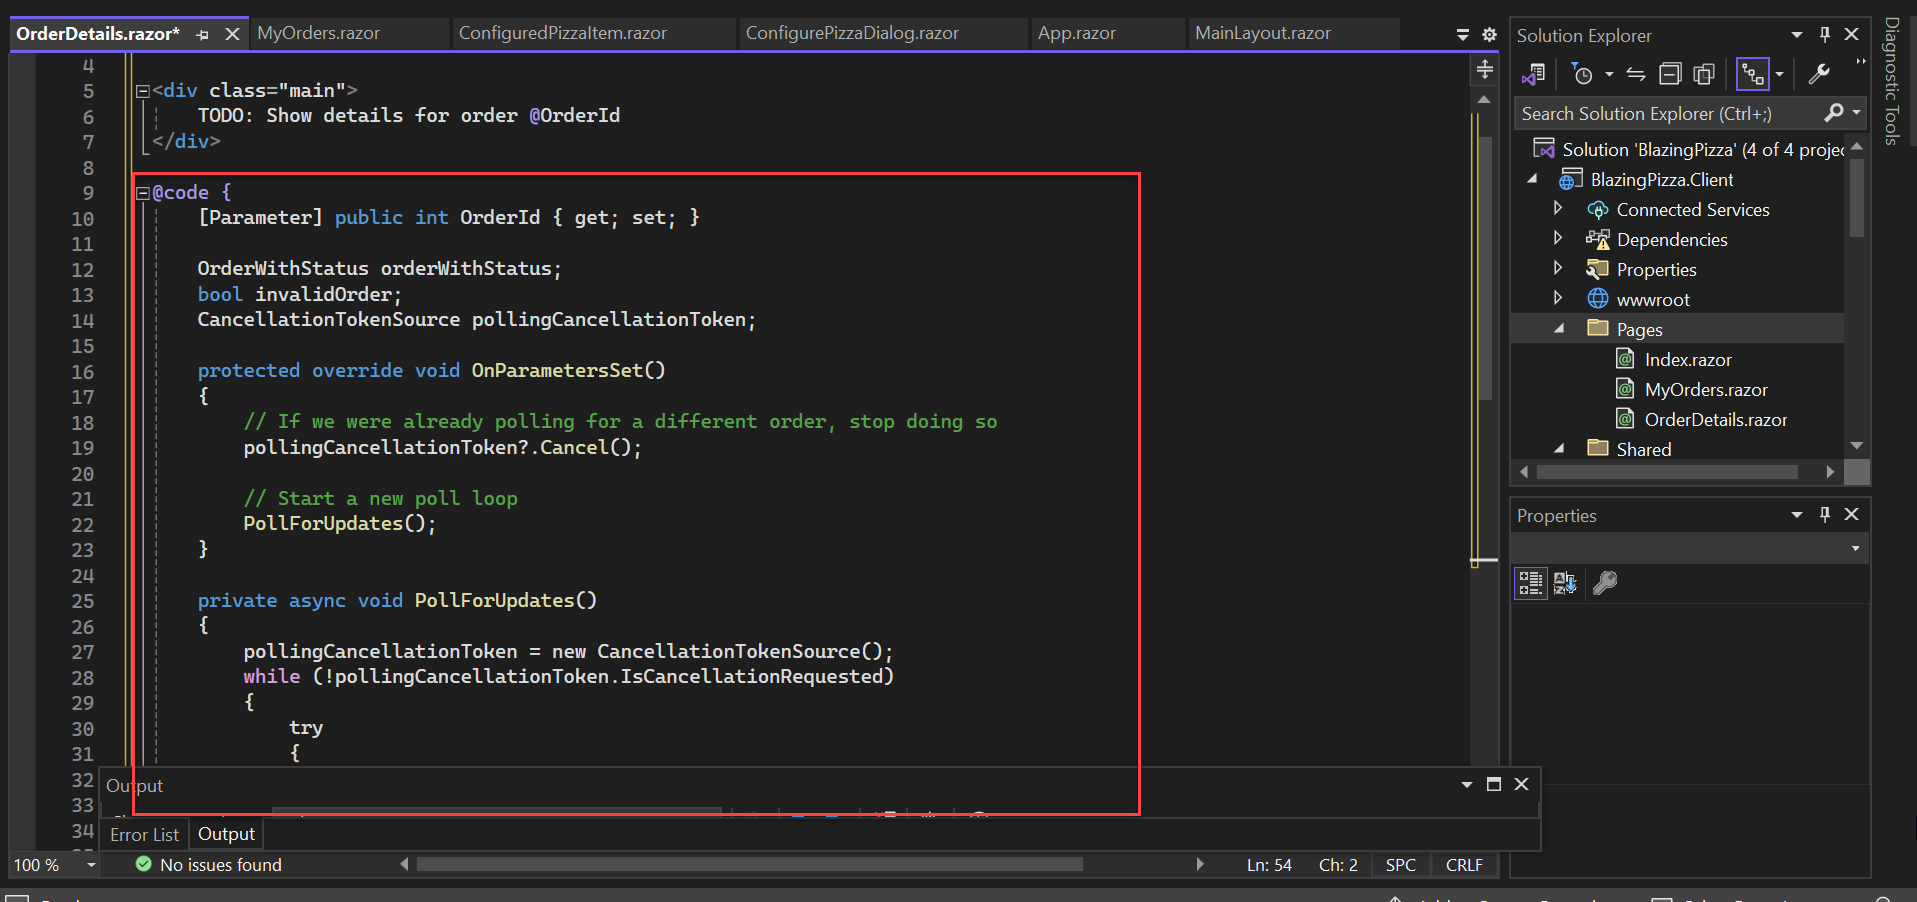 OrderDetails.razor*
MyOrders.razor
ConfiguredPizzaItem.razor
ConfigurePizzaDialog.razor
App.razor
MainLayout.razor
4
5 <div class="main">
6 TODO: Show details for order @OrderId
7 </div>
8
9 @code {
10 [Parameter] public int OrderId { get; set; }
11
12 OrderWithStatus orderWithStatus;
13 bool invalidOrder;
14 CancellationTokenSource pollingCancellationToken;
15
16 protected override void OnParametersSet()
17 {
18 // If we were already polling for a different order, stop doing so
19 pollingCancellationToken?.Cancel();
20
21 // Start a new poll loop
22 PollForUpdates();
23 }
24
25 private async void PollForUpdates()
26 {
27 pollingCancellationToken = new CancellationTokenSource();
28 while (!pollingCancellationToken.IsCancellationRequested)
29 {
30 try
31 {
32
33
34
Output
Error List
Output
100 %
No issues found
Ln: 54
Ch: 2
SPC
CRLF
Solution Explorer
Search Solution Explorer (Ctrl+;)
Solution 'BlazingPizza' (4 of 4 projec
BlazingPizza.Client
Connected Services
Dependencies
Properties
wwwroot
Pages
Index.razor
MyOrders.razor
OrderDetails.razor
Shared
Properties
Diagnostic Tools